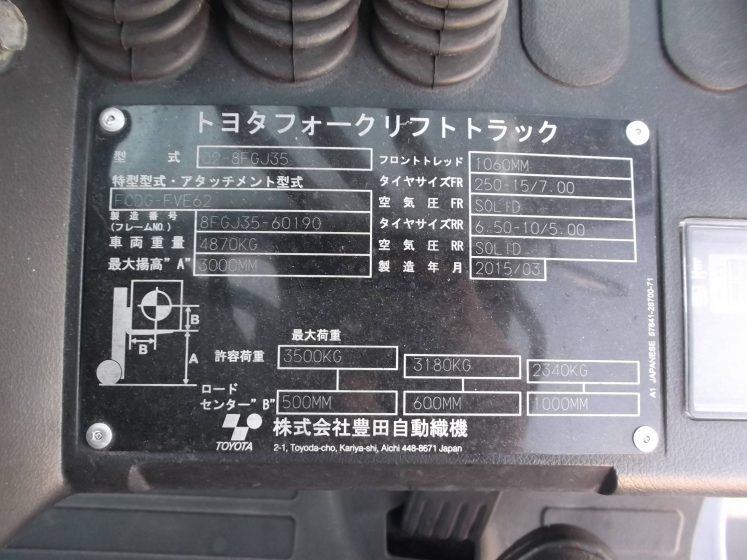 トヨタフォークリフトトラック
型式 02-8FGJ35
特型型式・アタッチメント型式
FCDG-FVE62
製造番号
(フレームNO.) 8FGJ35-60190
車両重量 4870KG
最大揚高"A" 3000MM
フロントトレッド 1060MM
タイヤサイズFR 250-15/7.00
空気圧 FR SOLID
タイヤサイズRR 6.50-10/5.00
空気圧 RR SOLID
製造年月 2015/03
B
B
A
最大荷重
許容荷重 3500KG 3180KG 2340KG
ロード
センター"B" 500MM 600MM 1000MM
TOYOTA 株式会社豊田自動織機
2-1, Toyoda-cho, Kariya-shi, Aichi 448-8671 Japan
A1 JAPANESE 57841-26700-71